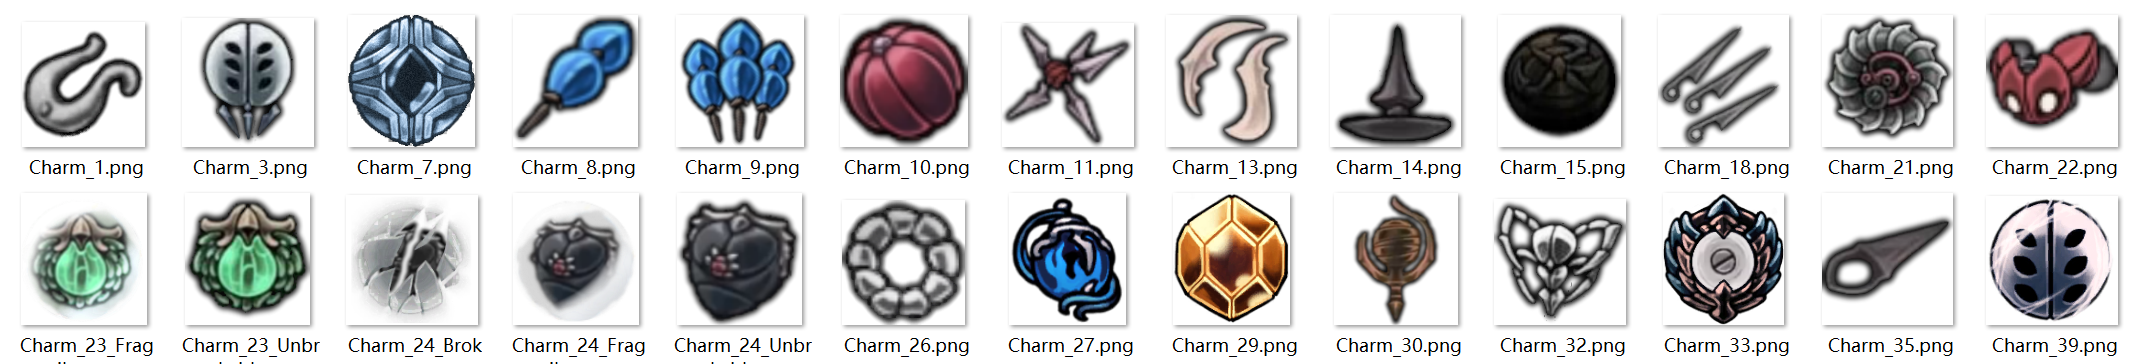 Charm_1.png Charm_3.png Charm_7.png Charm_8.png Charm_9.png Charm_10.png Charm_11.png Charm_13.png Charm_14.png Charm_15.png Charm_18.png Charm_21.png Charm_22.png
Charm_23_Frag Charm_23_Unbr Charm_24_Brok Charm_24_Frag Charm_24_Unbr Charm_26.png Charm_27.png Charm_29.png Charm_30.png Charm_32.png Charm_33.png Charm_35.png Charm_39.png